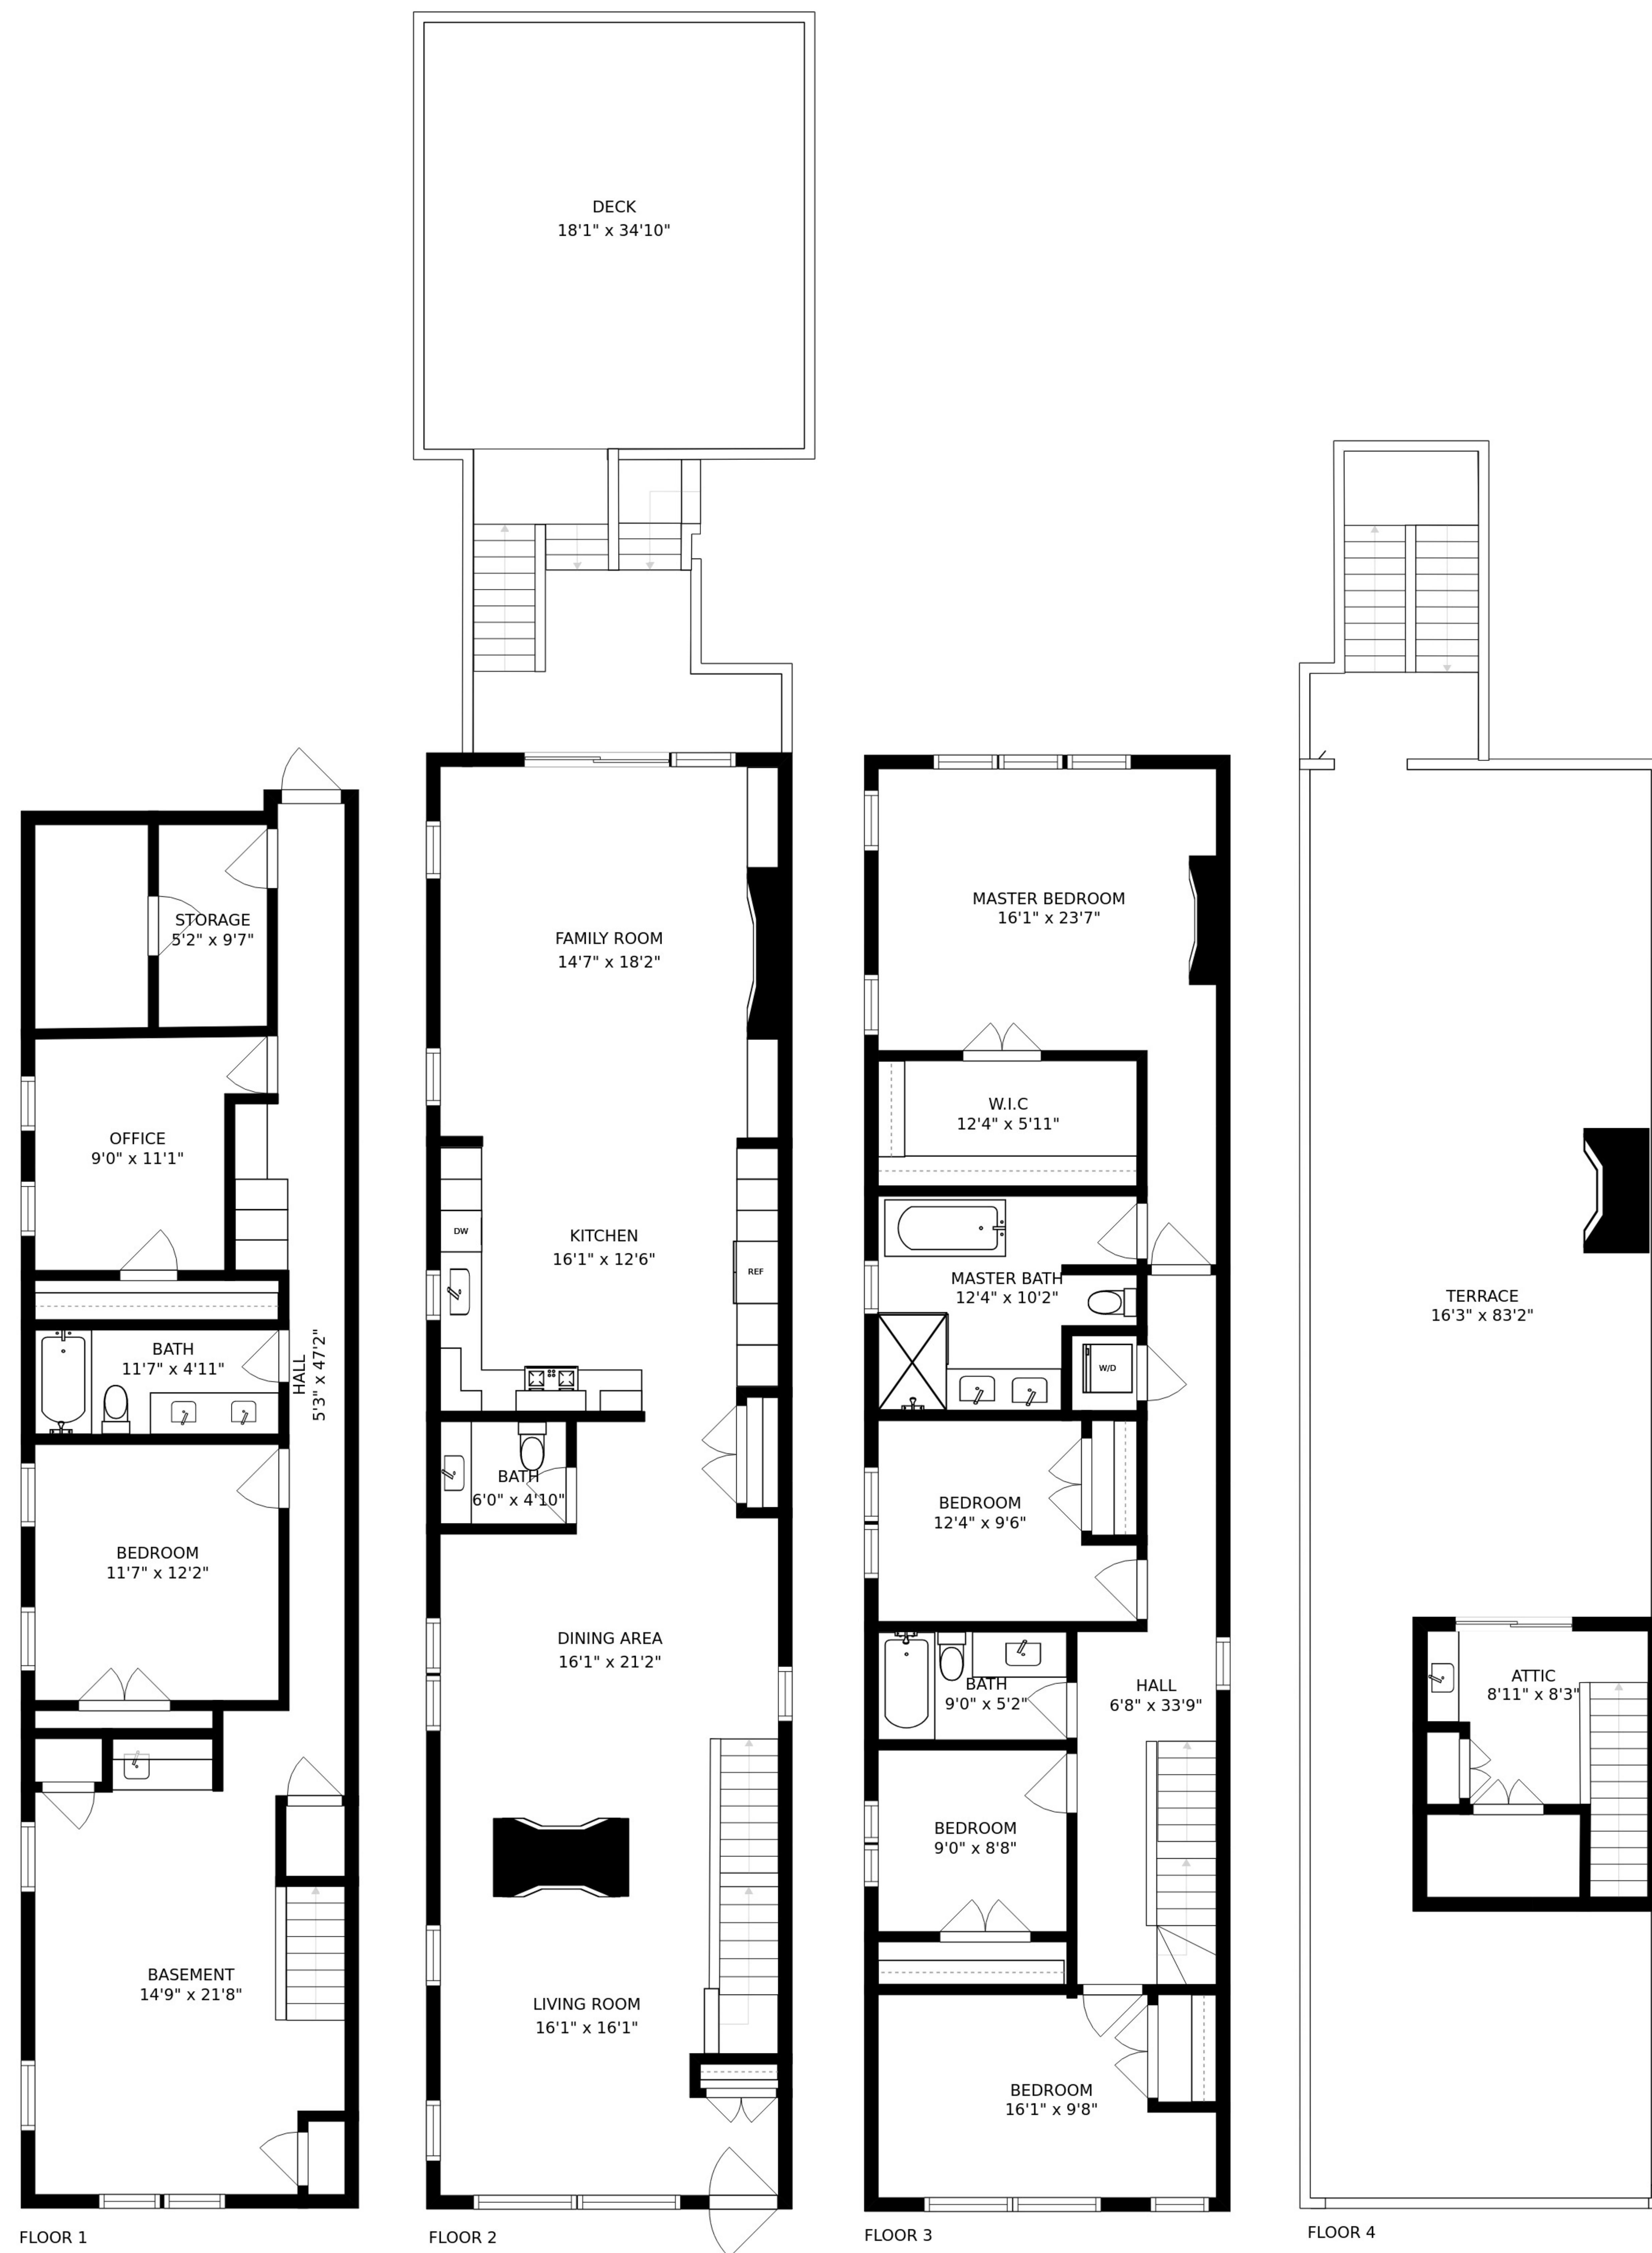 DECK
18'1" x 34'10"
STORAGE
5'2" x 9'7"
OFFICE
9'0" x 11'1"
BATH
11'7" x 4'11"
HALL
5'3" x 47'2"
BEDROOM
11'7" x 12'2"
BASEMENT
14'9" x 21'8"
FLOOR 1
FAMILY ROOM
14'7" x 18'2"
KITCHEN
16'1" x 12'6"
DW
REF
BATH
6'0" x 4'10"
DINING AREA
16'1" x 21'2"
LIVING ROOM
16'1" x 16'1"
FLOOR 2
MASTER BEDROOM
16'1" x 23'7"
W.I.C
12'4" x 5'11"
MASTER BATH
12'4" x 10'2"
W/D
BEDROOM
12'4" x 9'6"
BATH
9'0" x 5'2"
HALL
6'8" x 33'9"
BEDROOM
9'0" x 8'8"
BEDROOM
16'1" x 9'8"
FLOOR 3
TERRACE
16'3" x 83'2"
ATTIC
8'11" x 8'3"
FLOOR 4